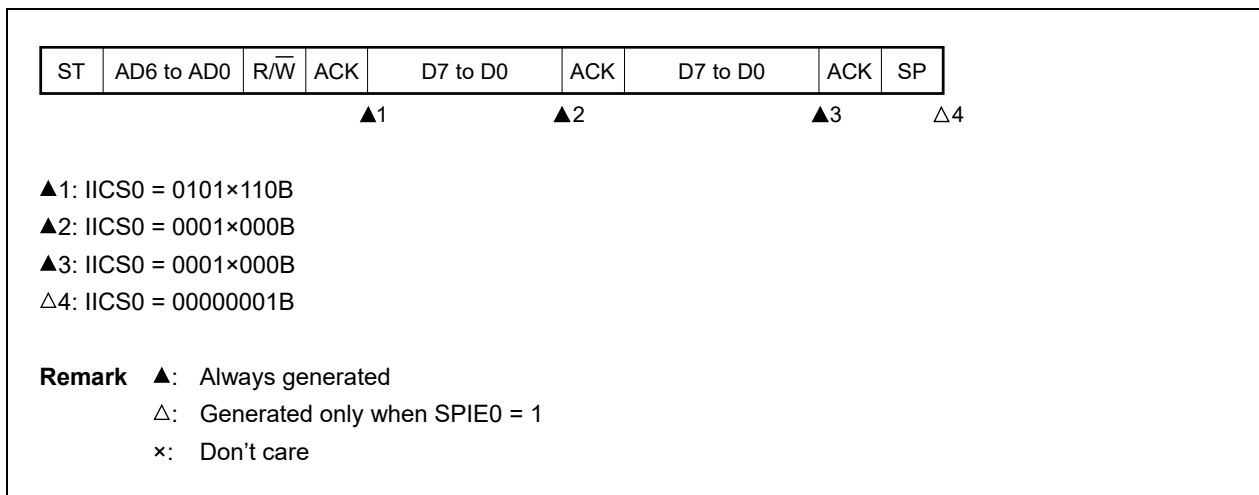 ST AD6 to AD0 R/W̅ ACK D7 to D0 ACK D7 to D0 ACK SP
▲1 ▲2 ▲3 △4
▲1: IICS0 = 0101×110B
▲2: IICS0 = 0001×000B
▲3: IICS0 = 0001×000B
△4: IICS0 = 00000001B
Remark ▲: Always generated
△: Generated only when SPIE0 = 1
×: Don't care